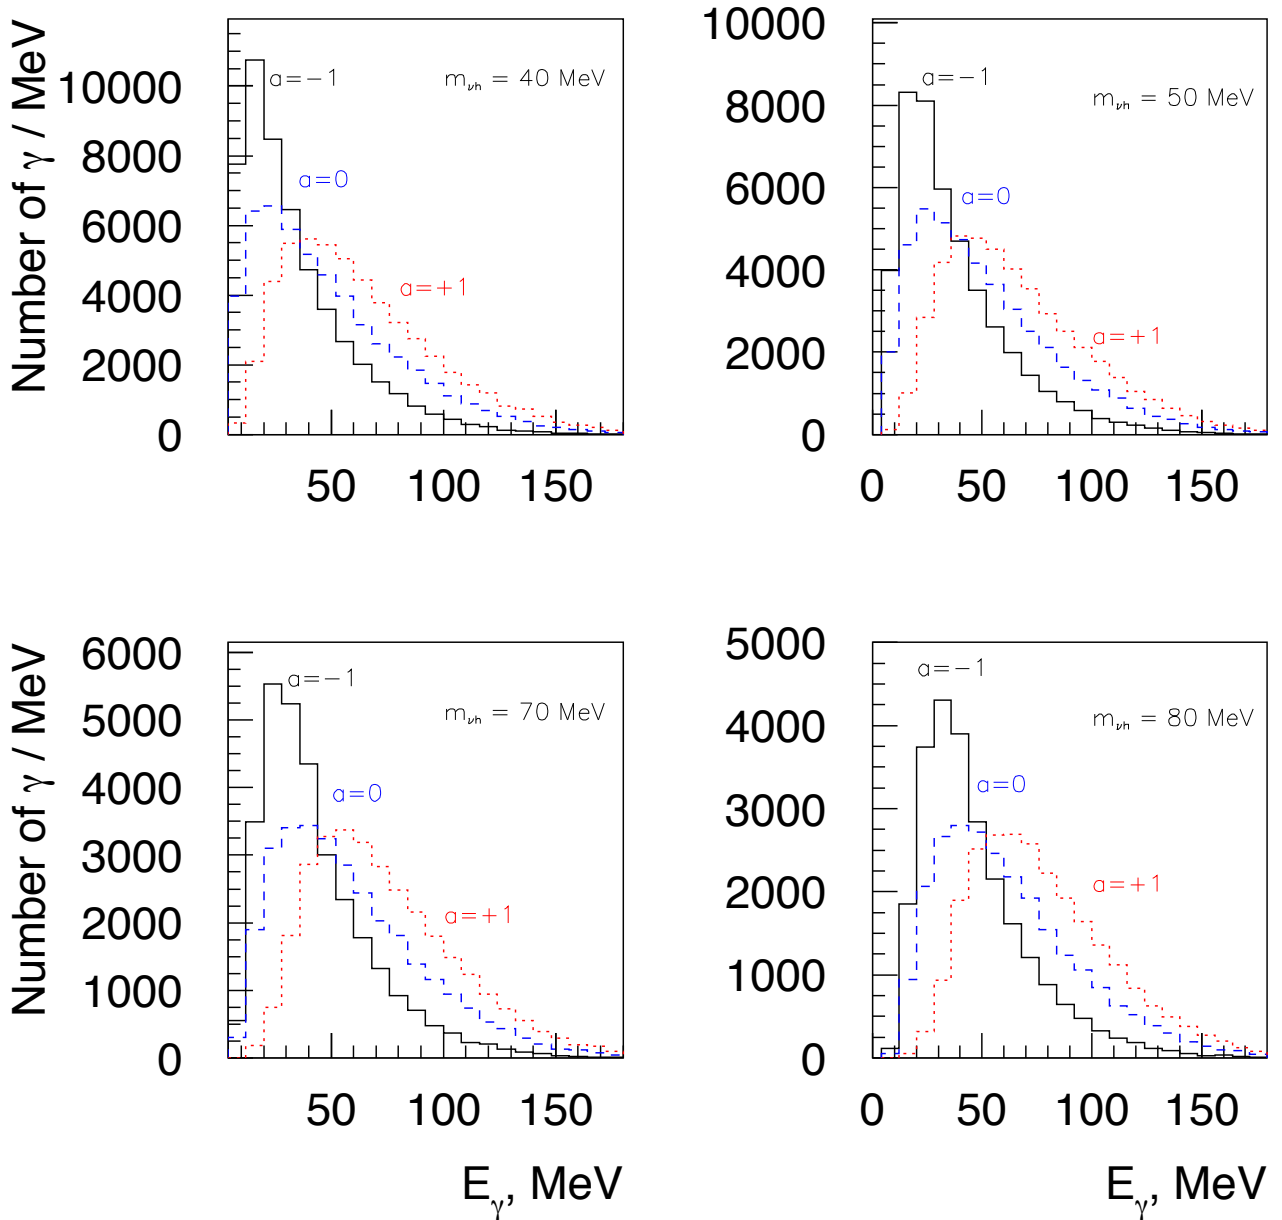 Number of γ / MeV
10000
8000
6000
4000
2000
0
50
100
150
a=−1
a=0
a=+1
m_νh = 40 MeV
10000
8000
6000
4000
2000
0
0
50
100
150
a=−1
a=0
a=+1
m_νh = 50 MeV
Number of γ / MeV
6000
5000
4000
3000
2000
1000
0
50
100
150
a=−1
a=0
a=+1
m_νh = 70 MeV
E_γ, MeV
5000
4000
3000
2000
1000
0
0
50
100
150
a=−1
a=0
a=+1
m_νh = 80 MeV
E_γ, MeV